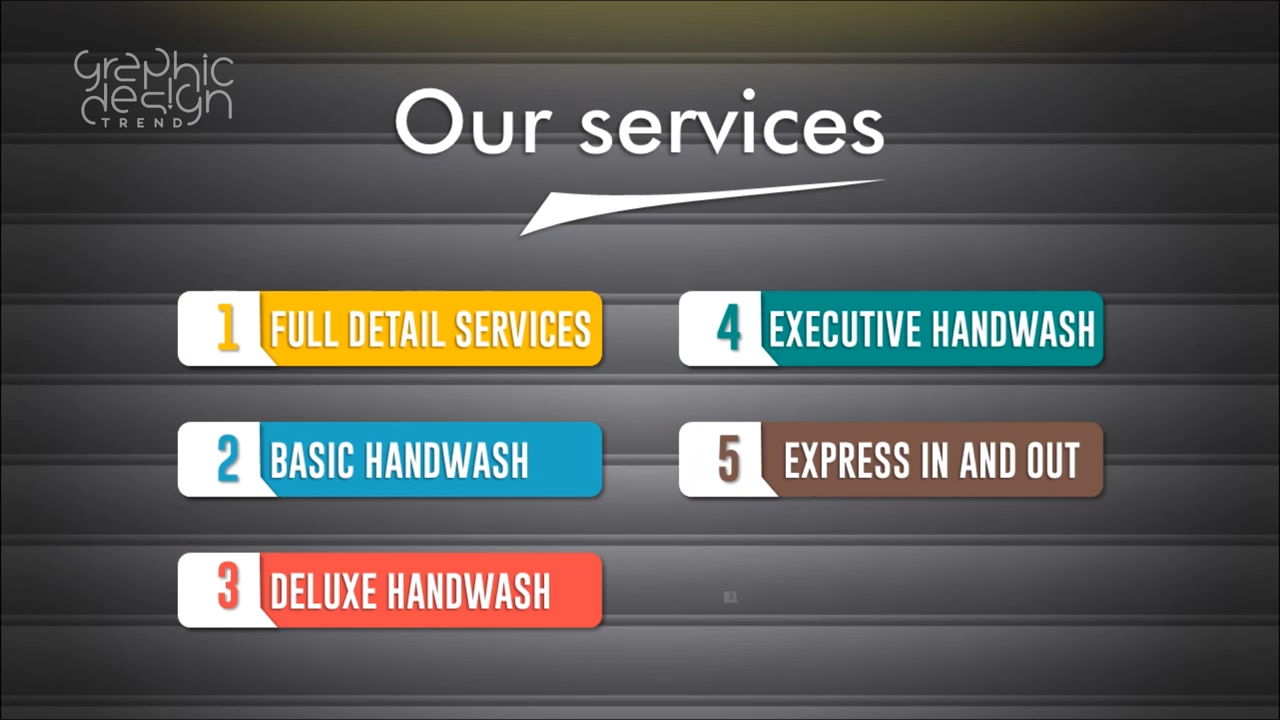 graphic
design
TREND
Our services
1 FULL DETAIL SERVICES
2 BASIC HANDWASH
3 DELUXE HANDWASH
4 EXECUTIVE HANDWASH
5 EXPRESS IN AND OUT